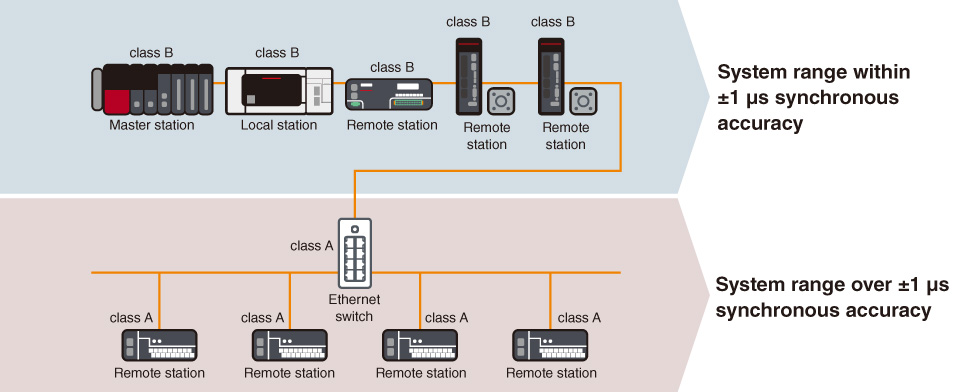 class B
class B
class B
class B
class B
Master station
Local station
Remote station
Remote
station
Remote
station
System range within
±1 μs synchronous
accuracy
class A
Ethernet
switch
class A
class A
class A
class A
Remote station
Remote station
Remote station
Remote station
System range over ±1 μs
synchronous accuracy